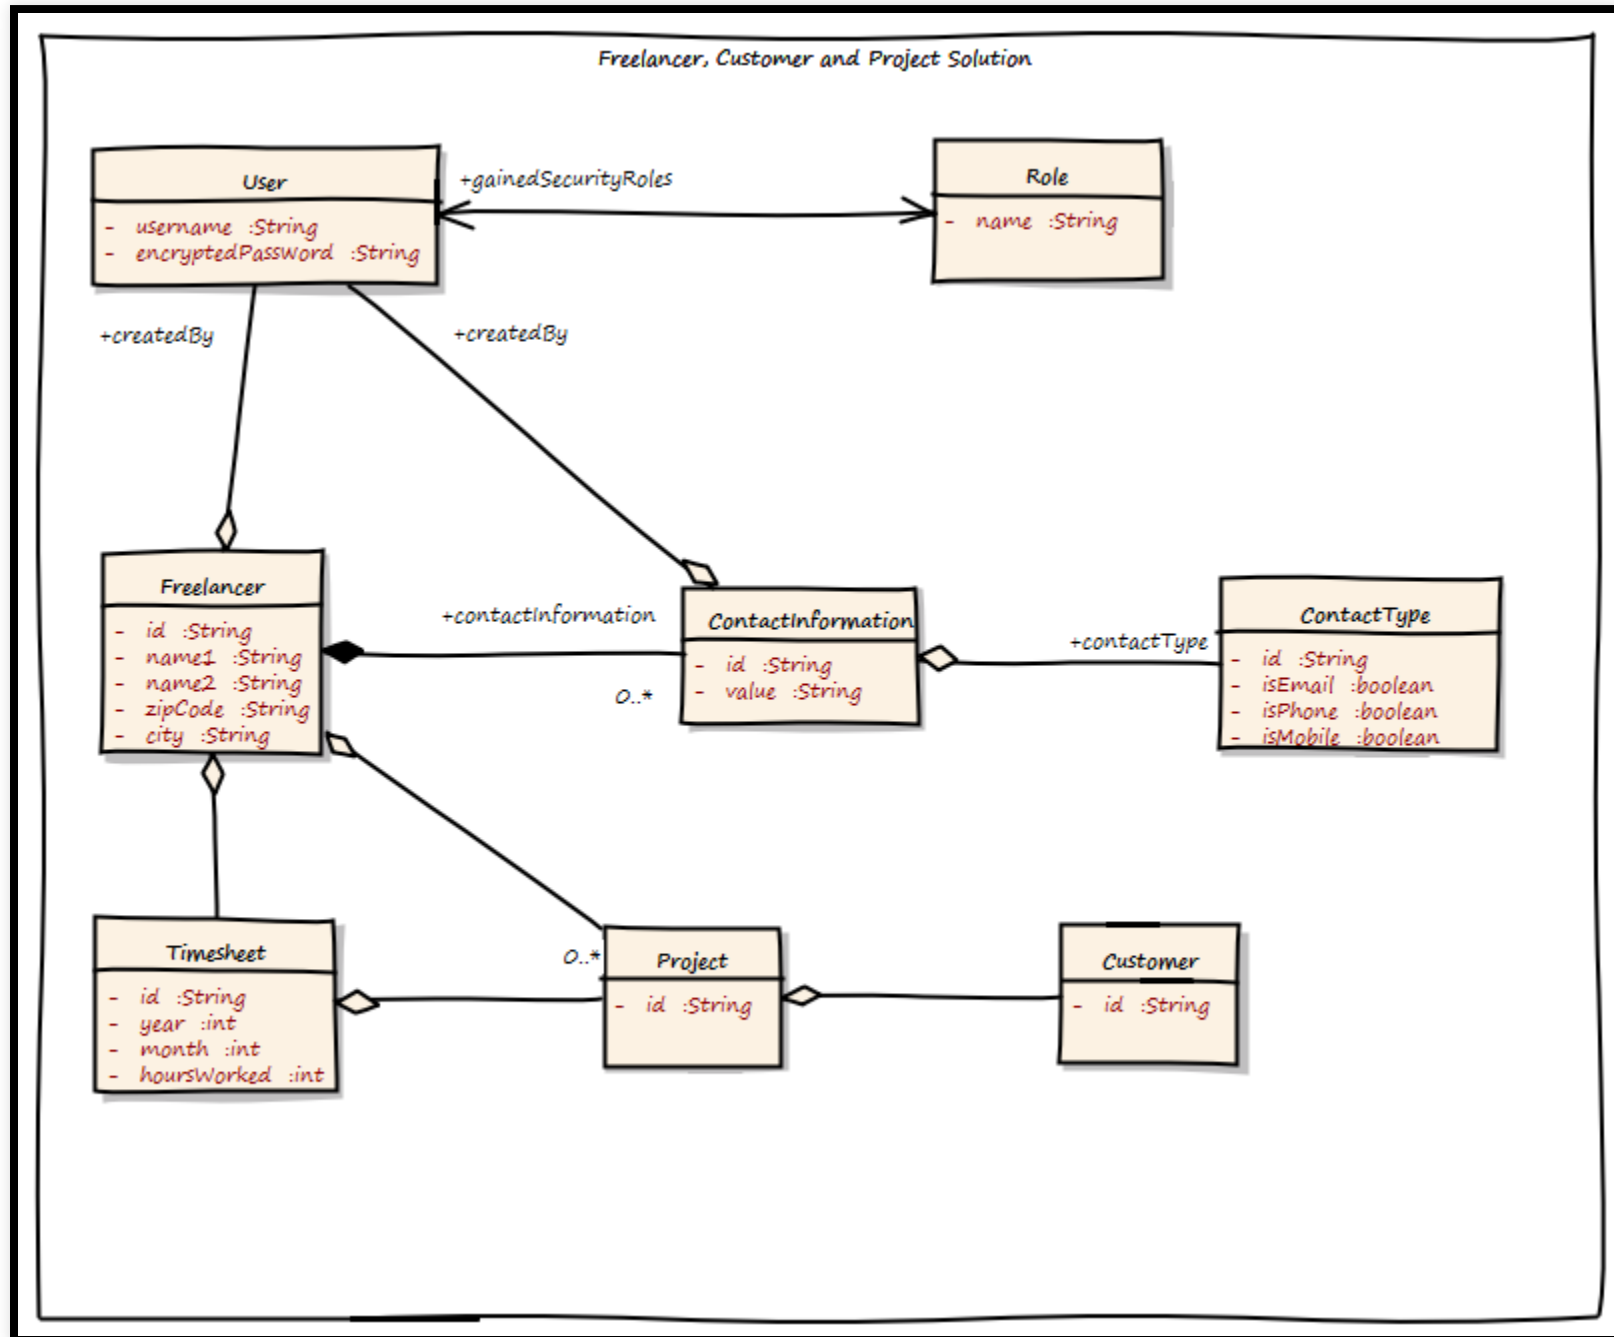 Freelancer, Customer and Project Solution
User
- username :String
- encryptedPassword :String
+gainedSecurityRoles
Role
- name :String
+createdBy
+createdBy
Freelancer
- id :String
- name1 :String
- name2 :String
- zipCode :String
- city :String
+contactInformation
0..*
ContactInformation
- id :String
- value :String
+contactType
ContactType
- id :String
- isEmail :boolean
- isPhone :boolean
- isMobile :boolean
Timesheet
- id :String
- year :int
- month :int
- hoursWorked :int
0..*
Project
- id :String
Customer
- id :String